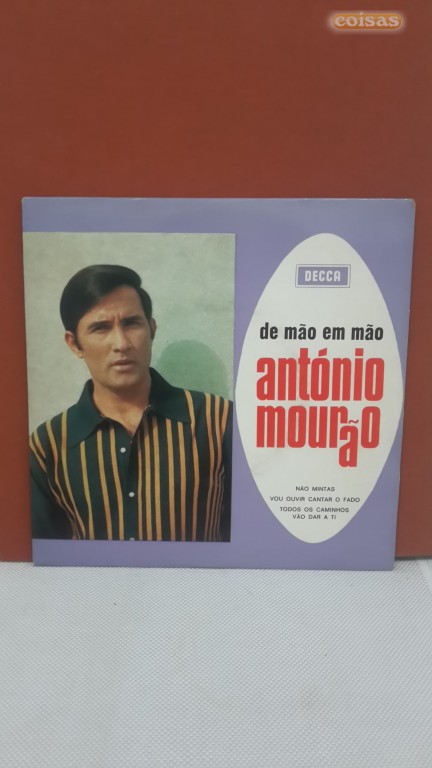 coisas
DECCA
de mão em mão
antónio
mourão
NÃO MINTAS
VOU OUVIR CANTAR O FADO
TODOS OS CAMINHOS
VÃO DAR A TI